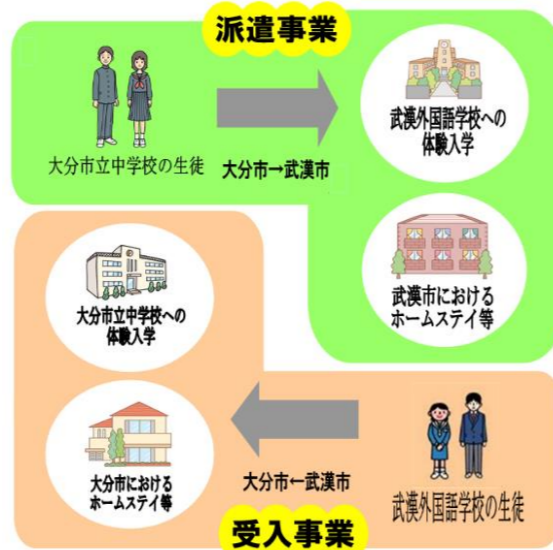 派遣事業
大分市立中学校の生徒
大分市→武漢市
武漢外国語学校への
体験入学
武漢市における
ホームステイ等
大分市立中学校への
体験入学
大分市における
ホームステイ等
大分市←武漢市
武漢外国語学校の生徒
受入事業